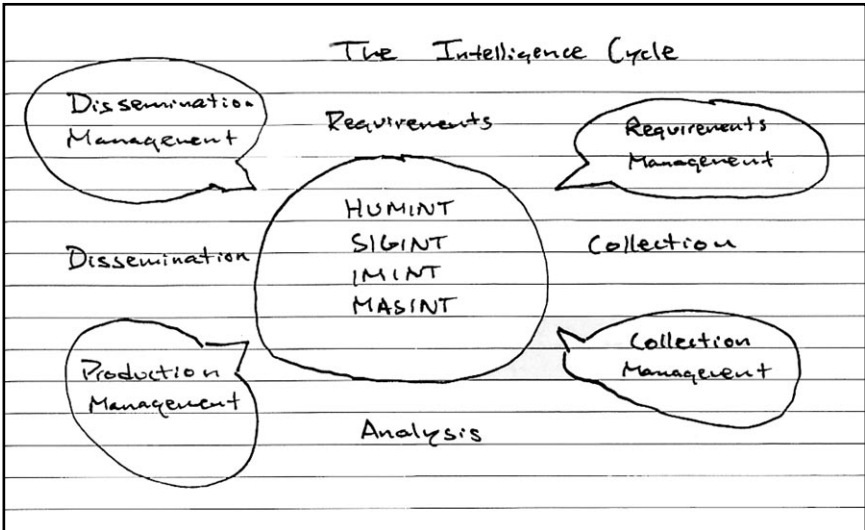 The Intelligence Cycle
Dissemination
Management
Requirements
Requirements
Management
HUMINT
SIGINT
IMINT
MASINT
Dissemination
Collection
Production
Management
Collection
Management
Analysis